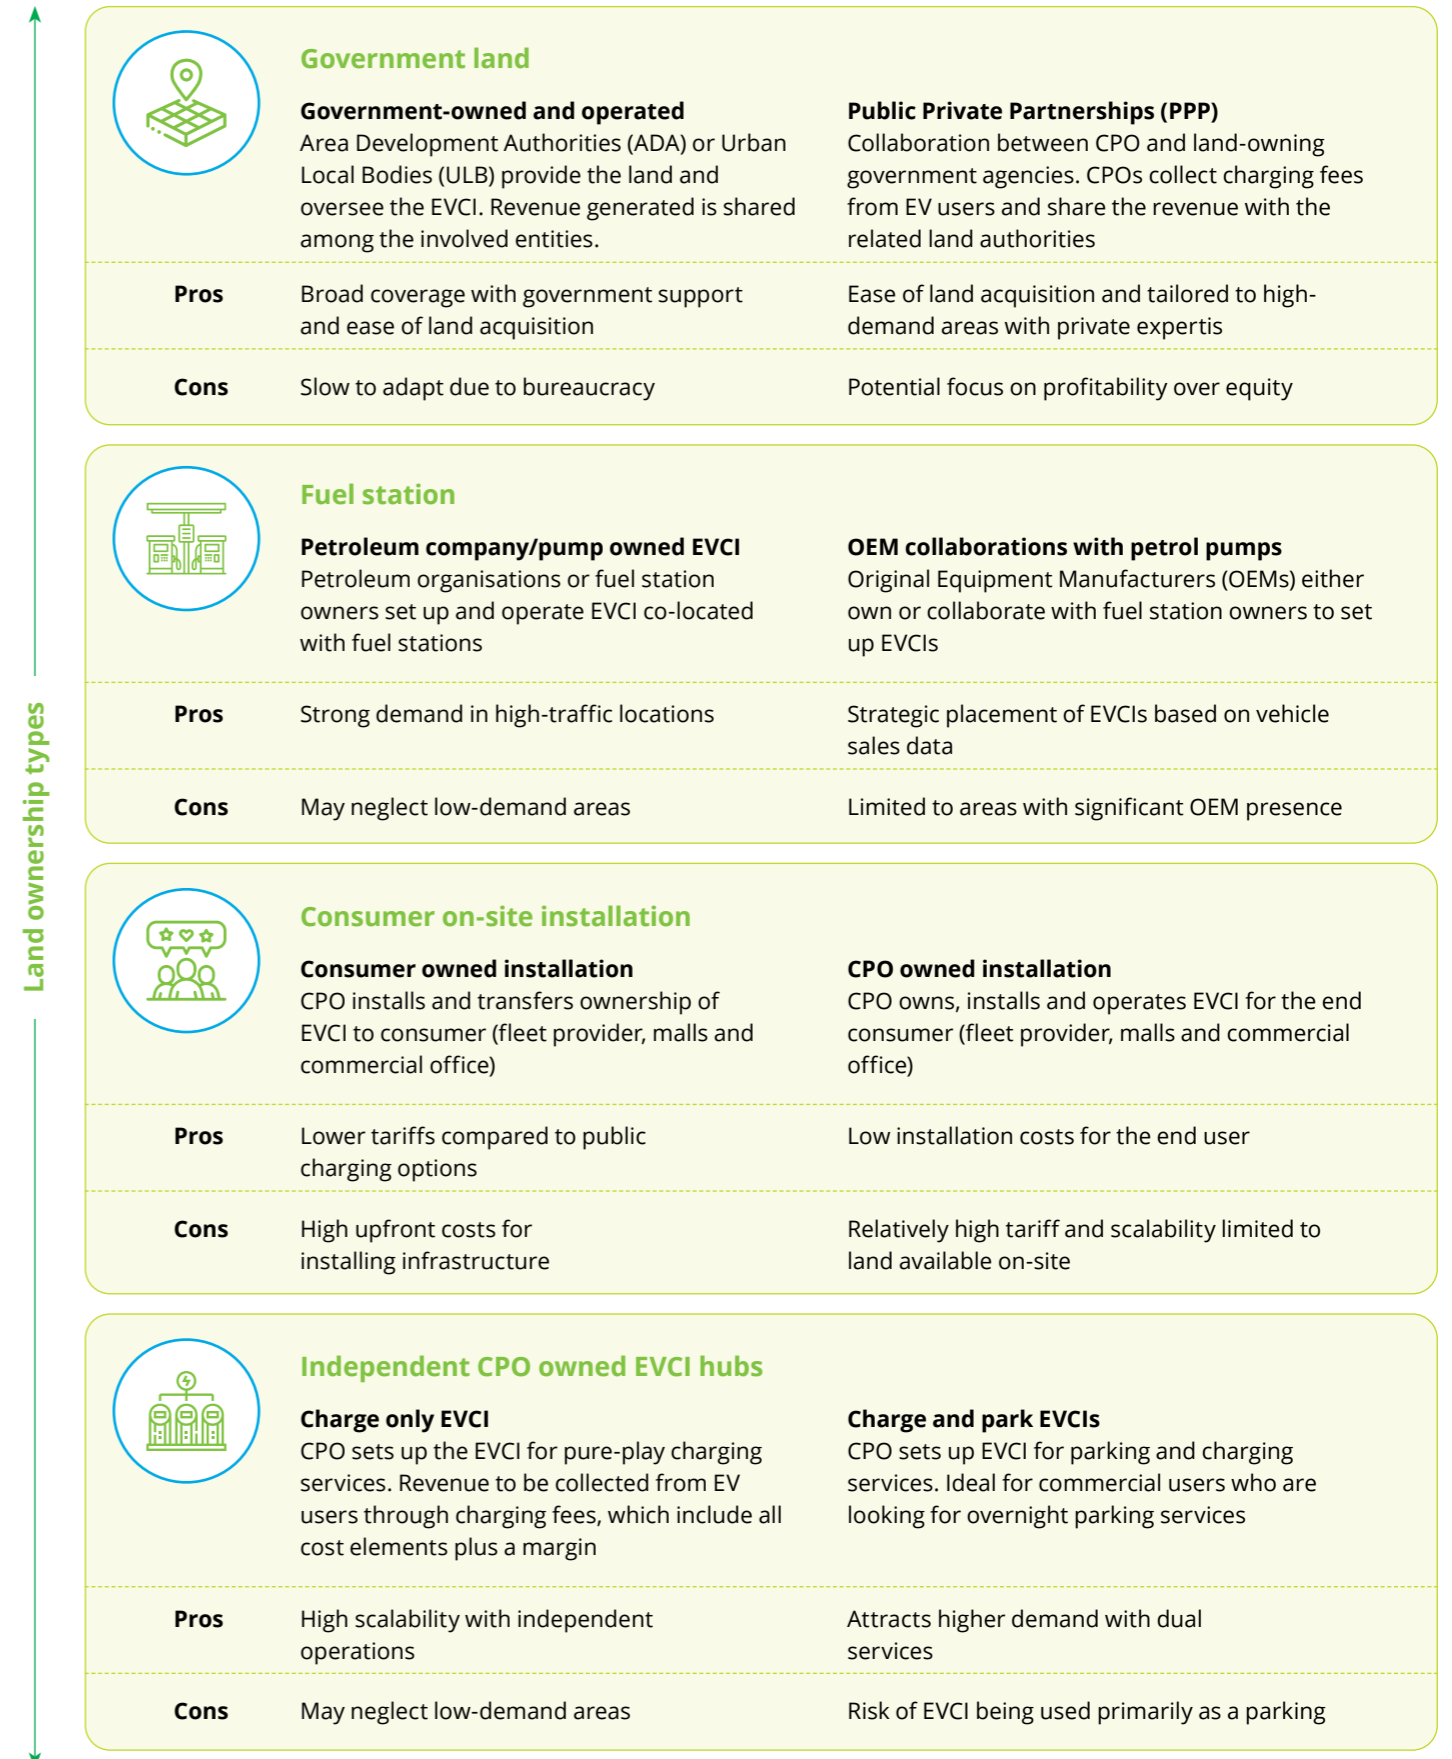 Land ownership types
Government land
Government-owned and operated
Area Development Authorities (ADA) or Urban
Local Bodies (ULB) provide the land and
oversee the EVCI. Revenue generated is shared
among the involved entities.
Public Private Partnerships (PPP)
Collaboration between CPO and land-owning
government agencies. CPOs collect charging fees
from EV users and share the revenue with the
related land authorities
Pros
Broad coverage with government support
and ease of land acquisition
Ease of land acquisition and tailored to high-
demand areas with private expertis
Cons
Slow to adapt due to bureaucracy
Potential focus on profitability over equity
Fuel station
Petroleum company/pump owned EVCI
Petroleum organisations or fuel station
owners set up and operate EVCI co-located
with fuel stations
OEM collaborations with petrol pumps
Original Equipment Manufacturers (OEMs) either
own or collaborate with fuel station owners to set
up EVCIs
Pros
Strong demand in high-traffic locations
Strategic placement of EVCIs based on vehicle
sales data
Cons
May neglect low-demand areas
Limited to areas with significant OEM presence
Consumer on-site installation
Consumer owned installation
CPO installs and transfers ownership of
EVCI to consumer (fleet provider, malls and
commercial office)
CPO owned installation
CPO owns, installs and operates EVCI for the end
consumer (fleet provider, malls and commercial
office)
Pros
Lower tariffs compared to public
charging options
Low installation costs for the end user
Cons
High upfront costs for
installing infrastructure
Relatively high tariff and scalability limited to
land available on-site
Independent CPO owned EVCI hubs
Charge only EVCI
CPO sets up the EVCI for pure-play charging
services. Revenue to be collected from EV
users through charging fees, which include all
cost elements plus a margin
Charge and park EVCIs
CPO sets up EVCI for parking and charging
services. Ideal for commercial users who are
looking for overnight parking services
Pros
High scalability with independent
operations
Attracts higher demand with dual
services
Cons
May neglect low-demand areas
Risk of EVCI being used primarily as a parking